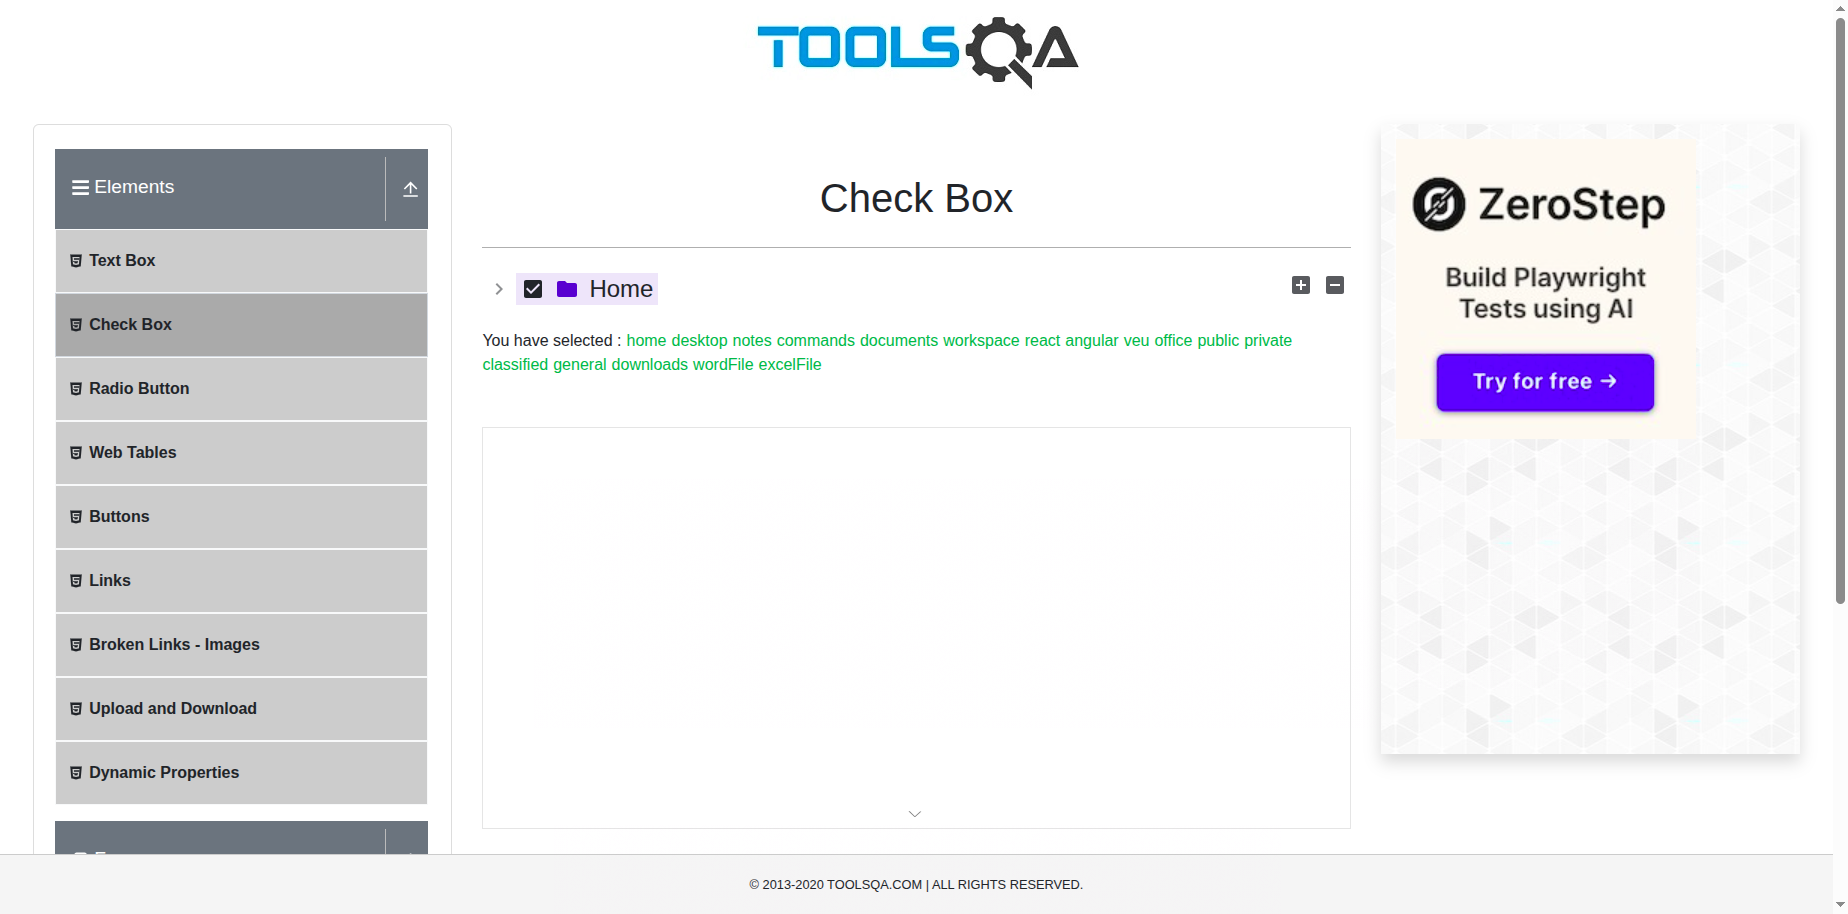 TOOLSQA
Elements
Text Box
Check Box
Radio Button
Web Tables
Buttons
Links
Broken Links - Images
Upload and Download
Dynamic Properties
Check Box
Home
You have selected : home desktop notes commands documents workspace react angular veu office public private
classified general downloads wordFile excelFile
ZeroStep
Build Playwright
Tests using AI
Try for free →
© 2013-2020 TOOLSQA.COM | ALL RIGHTS RESERVED.